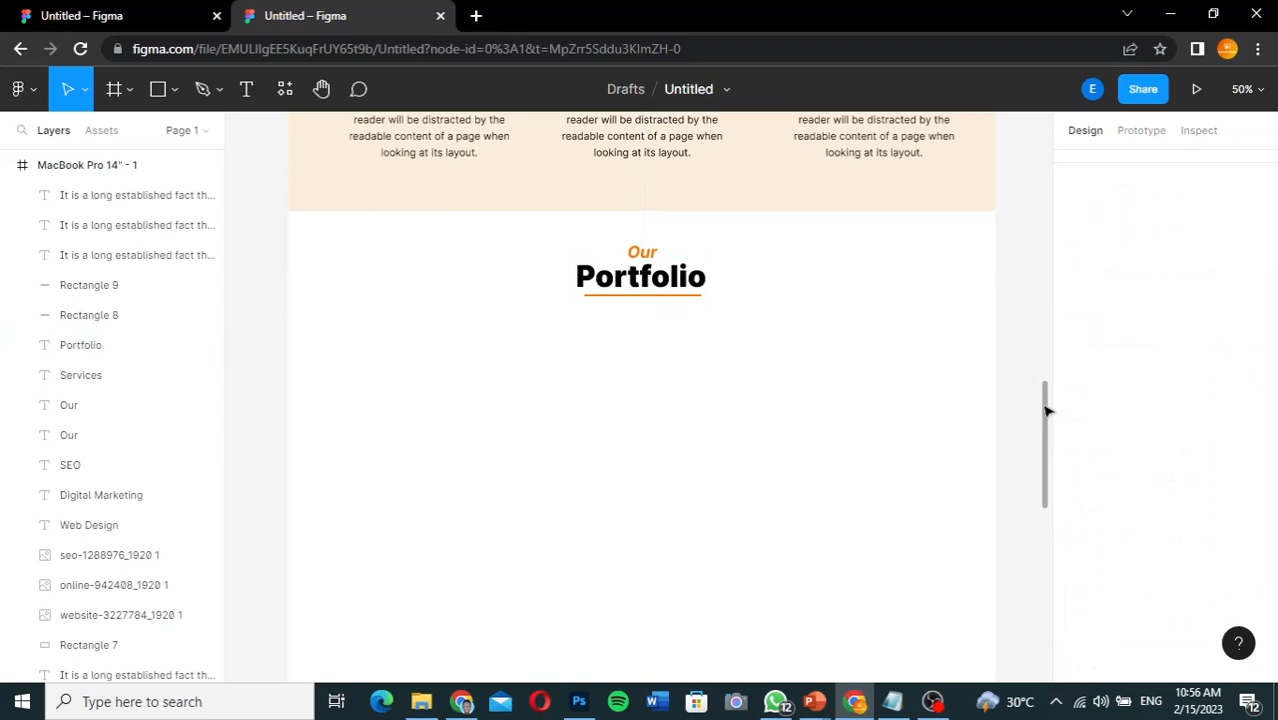 Untitled – Figma
Untitled – Figma
figma.com/file/EMULIlgEE5KuqFrUY65t9b/Untitled?node-id=0%3A1&t=MpZrr5Sddu3KlmZH-0
Drafts / Untitled
E
Share
50%
Layers
Assets
Page 1
Design
Prototype
Inspect
MacBook Pro 14" - 1
It is a long established fact th...
It is a long established fact th...
It is a long established fact th...
Rectangle 9
Rectangle 8
Portfolio
Services
Our
Our
SEO
Digital Marketing
Web Design
seo-1288976_1920 1
online-942408_1920 1
website-3227784_1920 1
Rectangle 7
It is a long established fact th...
reader will be distracted by the
readable content of a page when
looking at its layout.
reader will be distracted by the
readable content of a page when
looking at its layout.
reader will be distracted by the
readable content of a page when
looking at its layout.
Our
Portfolio
?
Type here to search
Ps
12
30°C
ENG
10:56 AM
2/15/2023
12